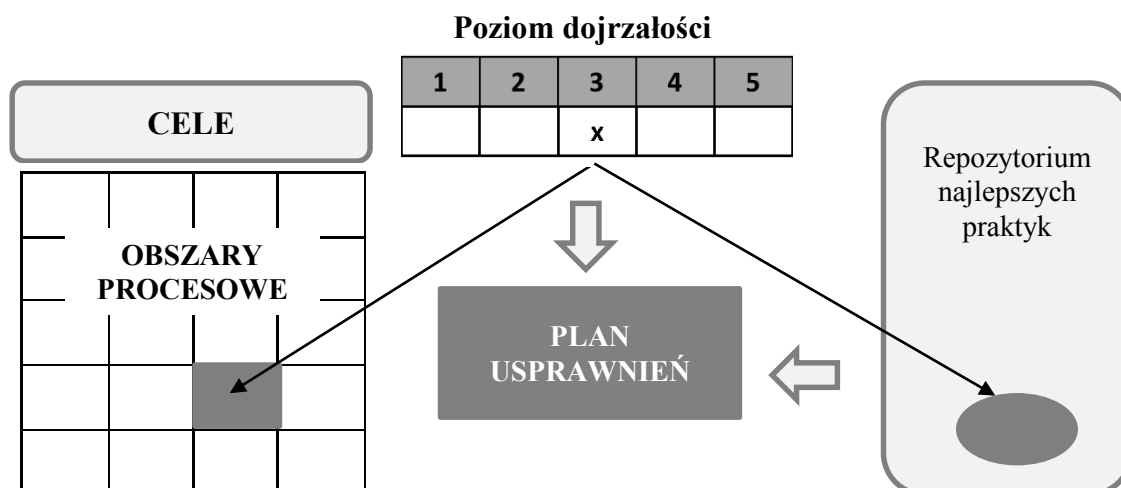 Poziom dojrzałości
1 2 3 4 5
x
CELE
OBSZARY
PROCESOWE
PLAN
USPRAWNIEŃ
Repozytorium
najlepszych
praktyk